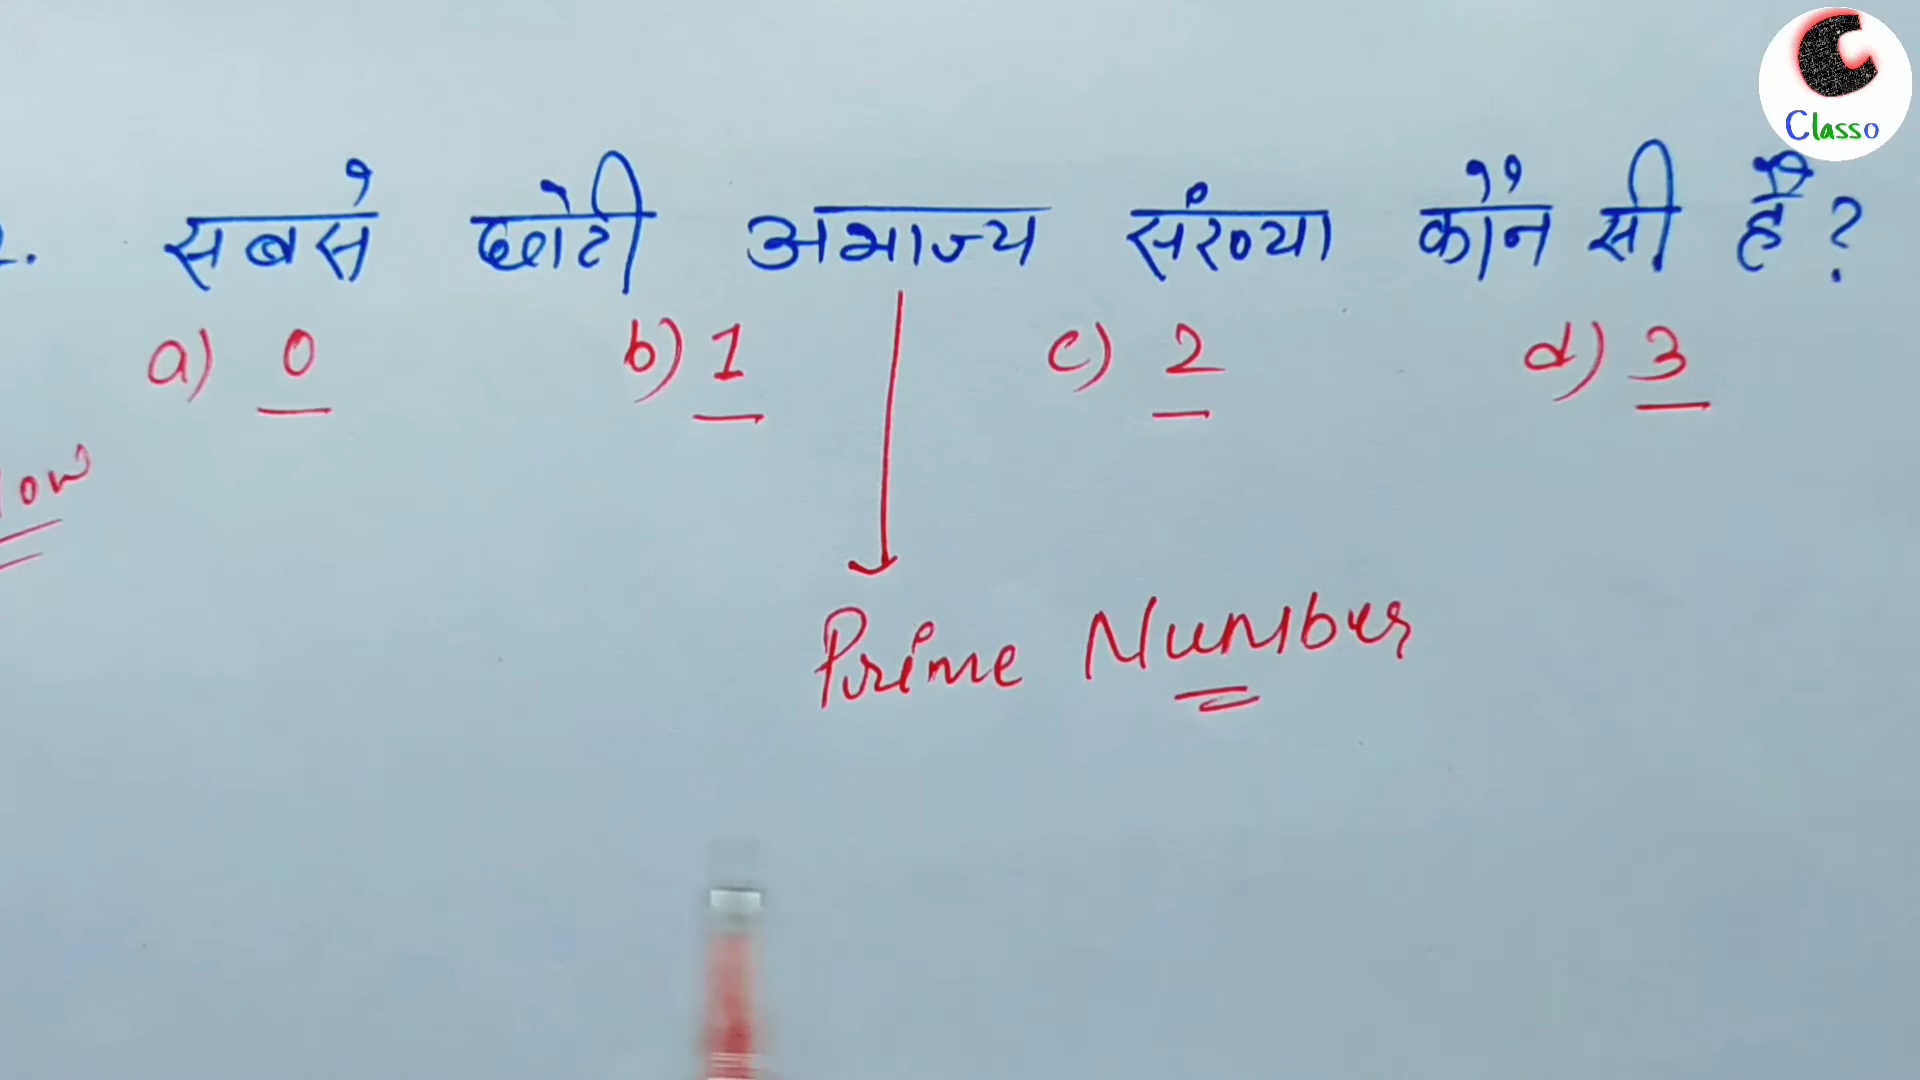 Classo
सबसे छोटी अभाज्य संख्या कौन सी है?
a) 0 b) 1 c) 2 d) 3
Prime Number